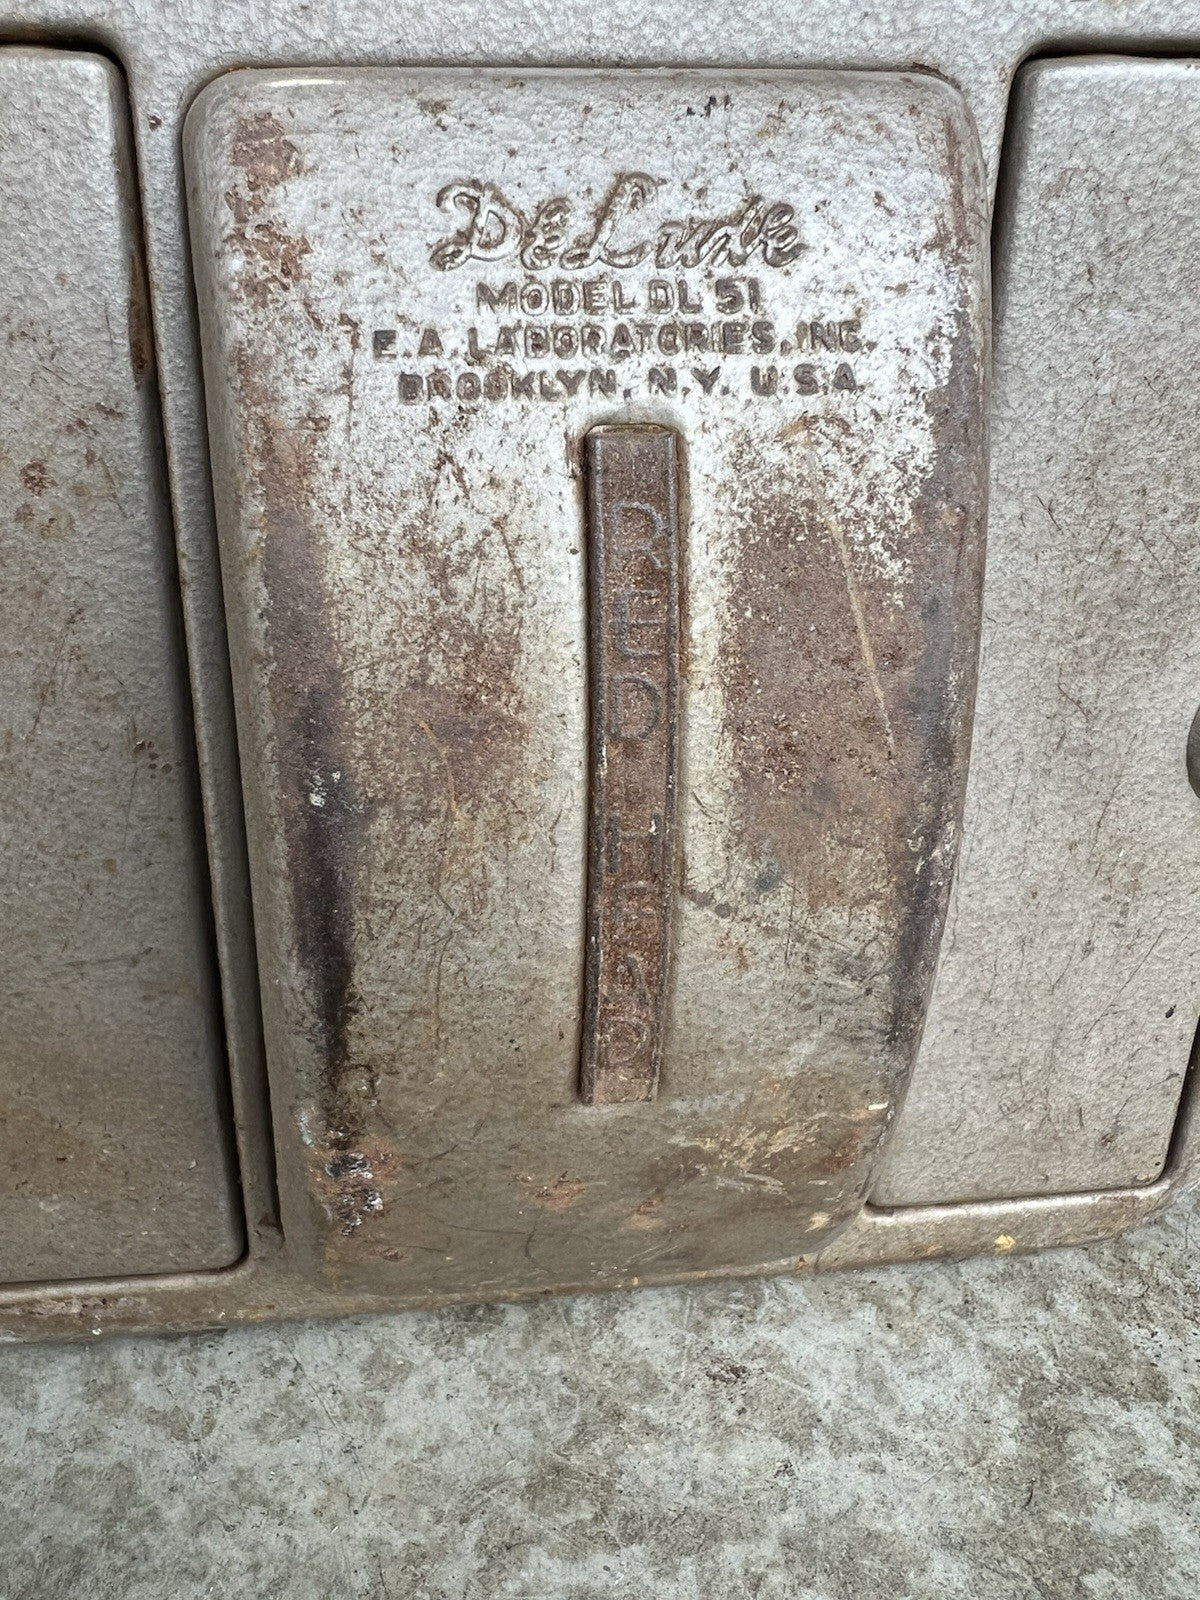 DeLuxe
MODEL DL 51
E.A. LABORATORIES, INC.
BROOKLYN, N.Y. U.S.A.
RED HEAD